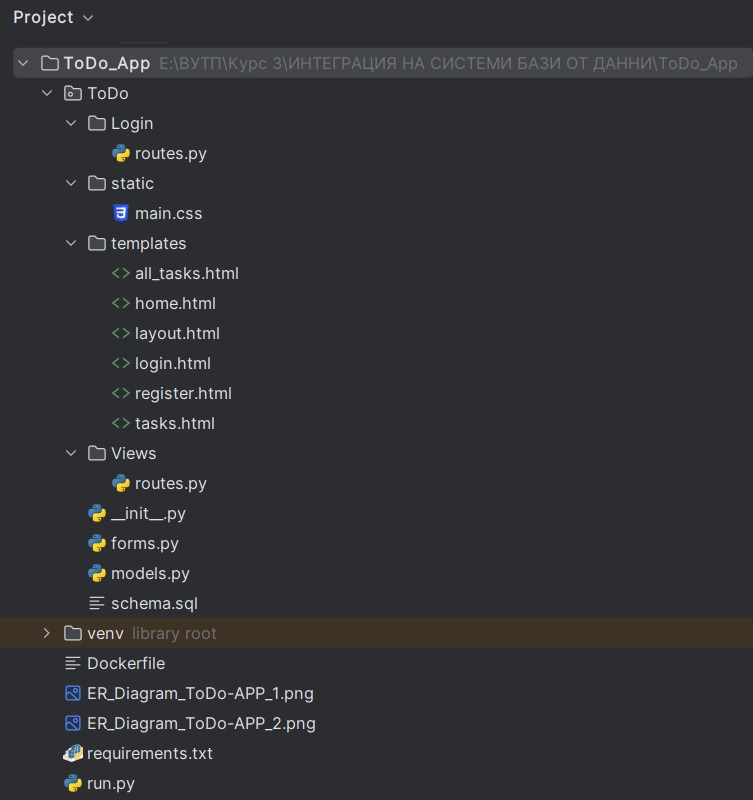 Project
ToDo_App E:\ВУТП\Курс 3\ИНТЕГРАЦИЯ НА СИСТЕМИ БАЗИ ОТ ДАННИ\ToDo_App
ToDo
Login
routes.py
static
main.css
templates
all_tasks.html
home.html
layout.html
login.html
register.html
tasks.html
Views
routes.py
__init__.py
forms.py
models.py
schema.sql
venv library root
Dockerfile
ER_Diagram_ToDo-APP_1.png
ER_Diagram_ToDo-APP_2.png
requirements.txt
run.py